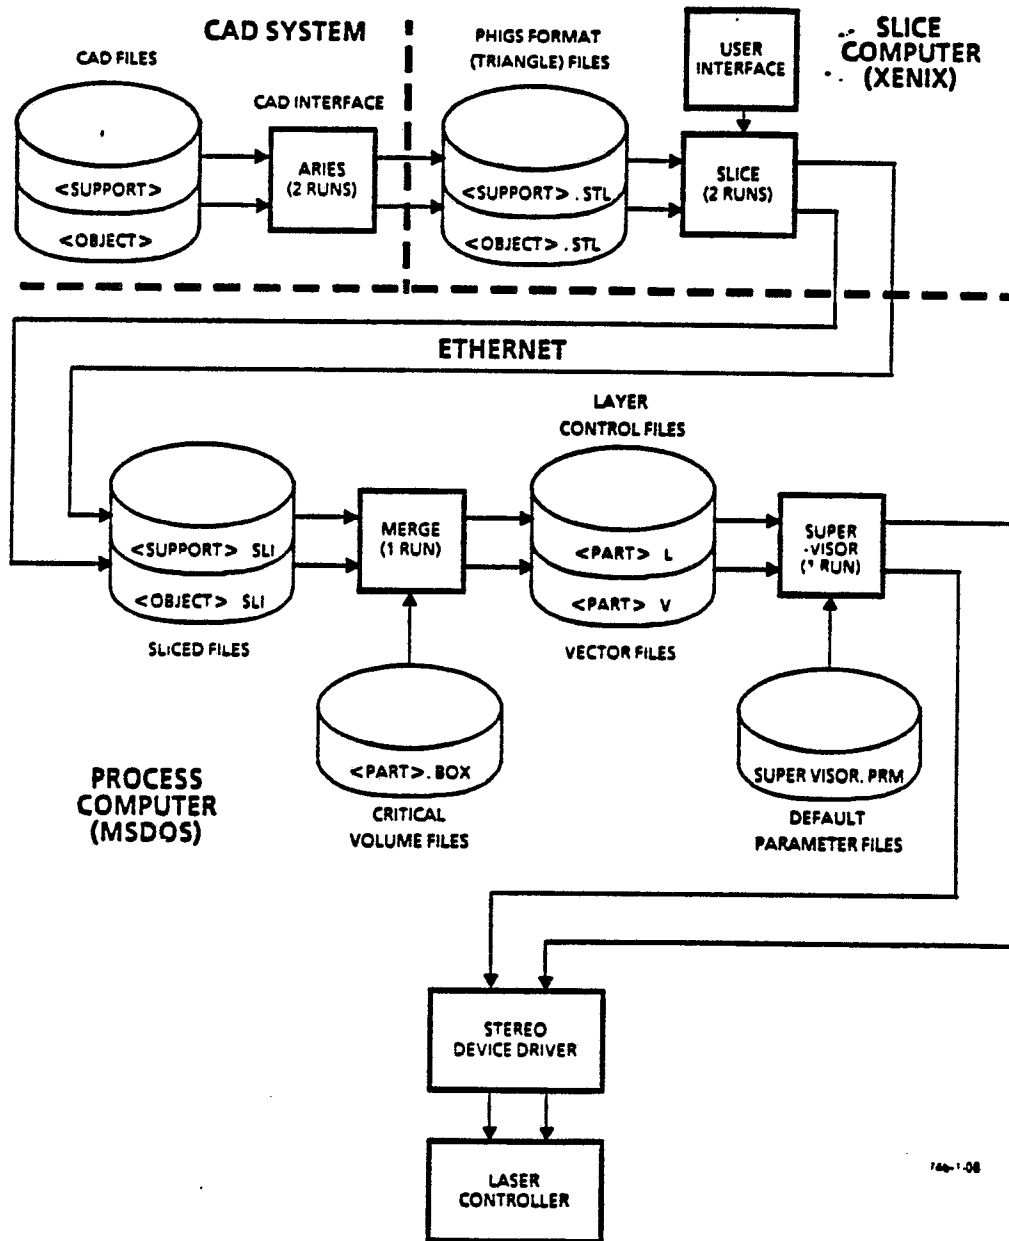 CAD SYSTEM
CAD FILES
<SUPPORT>
<OBJECT>
CAD INTERFACE
ARIES
(2 RUNS)
PHIGS FORMAT
(TRIANGLE) FILES
<SUPPORT> . STL
<OBJECT> . STL
USER
INTERFACE
SLICE
(2 RUNS)
SLICE
COMPUTER
(XENIX)
ETHERNET
<SUPPORT> SLI
<OBJECT> SLI
SLICED FILES
MERGE
(1 RUN)
LAYER
CONTROL FILES
<PART> L
<PART> V
VECTOR FILES
SUPER
-VISOR
(1 RUN)
<PART> . BOX
CRITICAL
VOLUME FILES
SUPER VISOR. PRM
DEFAULT
PARAMETER FILES
PROCESS
COMPUTER
(MSDOS)
STEREO
DEVICE DRIVER
LASER
CONTROLLER